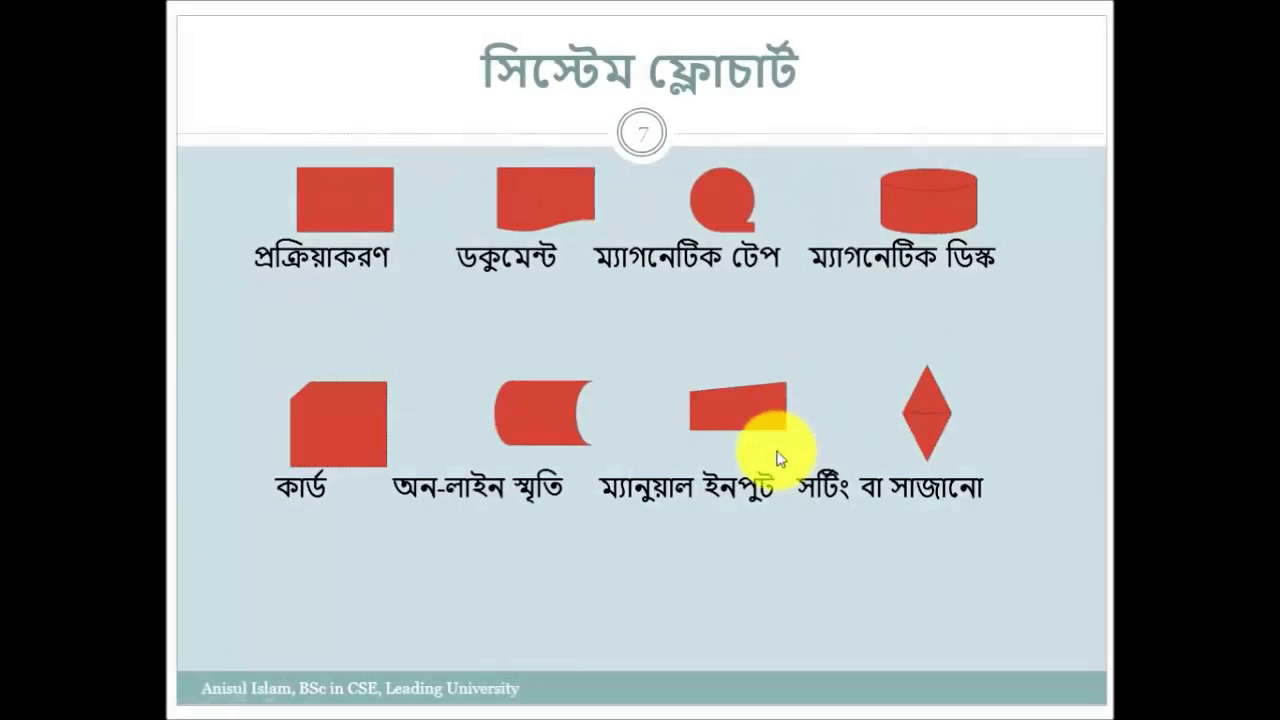 সিস্টেম ফ্লোচার্ট
7
প্রক্রিয়াকরণ ডকুমেন্ট ম্যাগনেটিক টেপ ম্যাগনেটিক ডিস্ক
কার্ড অন-লাইন স্মৃতি ম্যানুয়াল ইনপুট সর্টিং বা সাজানো
Anisul Islam, BSc in CSE, Leading University